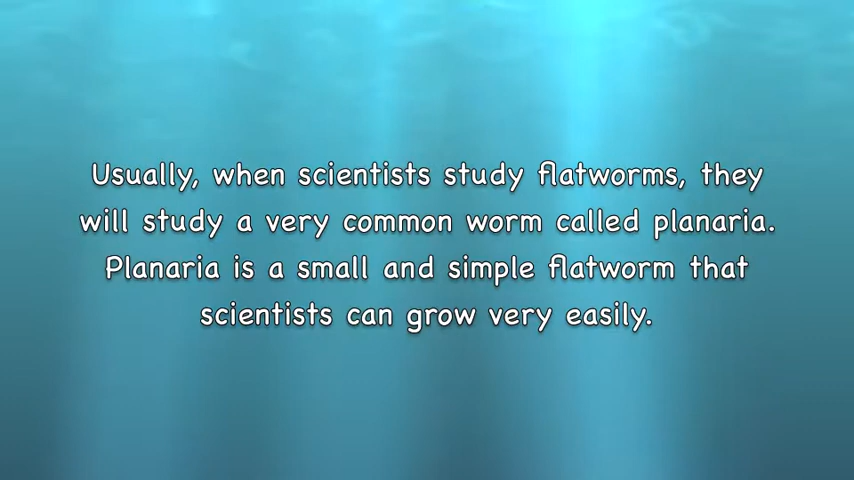 Usually, when scientists study flatworms, they
will study a very common worm called planaria.
Planaria is a small and simple flatworm that
scientists can grow very easily.